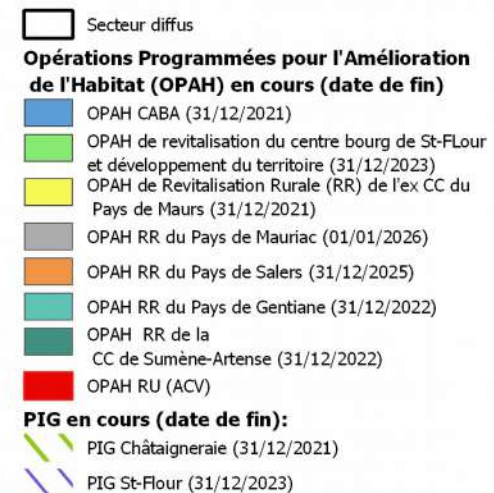 Secteur diffus
Opérations Programmées pour l'Amélioration
de l'Habitat (OPAH) en cours (date de fin)
OPAH CABA (31/12/2021)
OPAH de revitalisation du centre bourg de St-FLour
et développement du territoire (31/12/2023)
OPAH de Revitalisation Rurale (RR) de l'ex CC du
Pays de Maurs (31/12/2021)
OPAH RR du Pays de Mauriac (01/01/2026)
OPAH RR du Pays de Salers (31/12/2025)
OPAH RR du Pays de Gentiane (31/12/2022)
OPAH RR de la
CC de Sumène-Artense (31/12/2022)
OPAH RU (ACV)
PIG en cours (date de fin):
PIG Châtaigneraie (31/12/2021)
PIG St-Flour (31/12/2023)